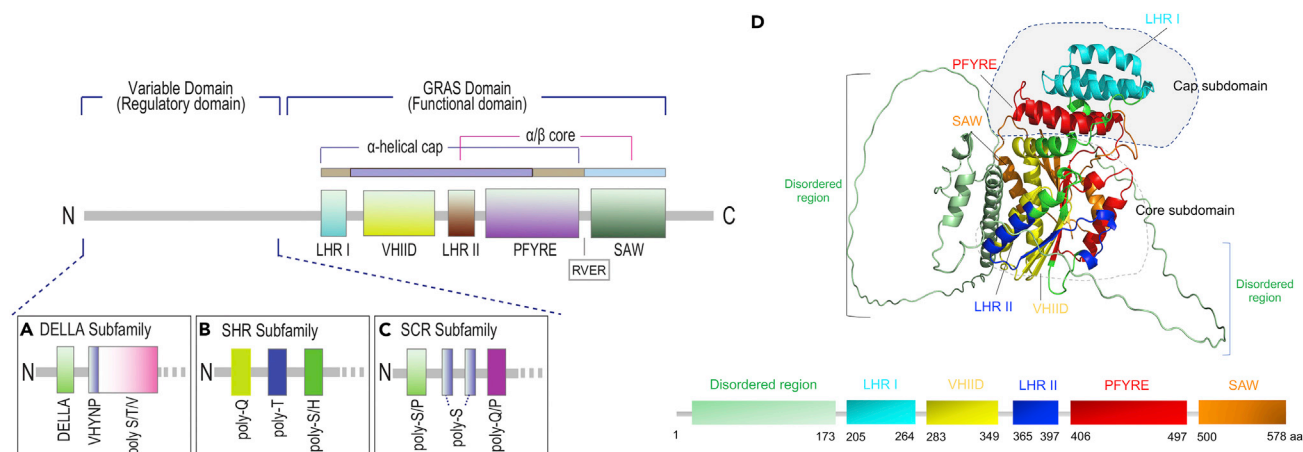 Variable Domain
(Regulatory domain)
GRAS Domain
(Functional domain)
α/β core
α-helical cap
N
C
LHR I
VHIID
LHR II
PFYRE
SAW
RVER
A DELLA Subfamily
N
DELLA
VHYNP
poly S/T/V
B SHR Subfamily
N
poly-Q
poly-T
poly-S/H
C SCR Subfamily
N
poly-S/P
poly-S
poly-Q/P
D
LHR I
PFYRE
Cap subdomain
SAW
Disordered
region
Core subdomain
Disordered
region
LHR II
VHIID
Disordered region
LHR I
VHIID
LHR II
PFYRE
SAW
1 173 205 264 283 349 365 397 406 497 500 578 aa